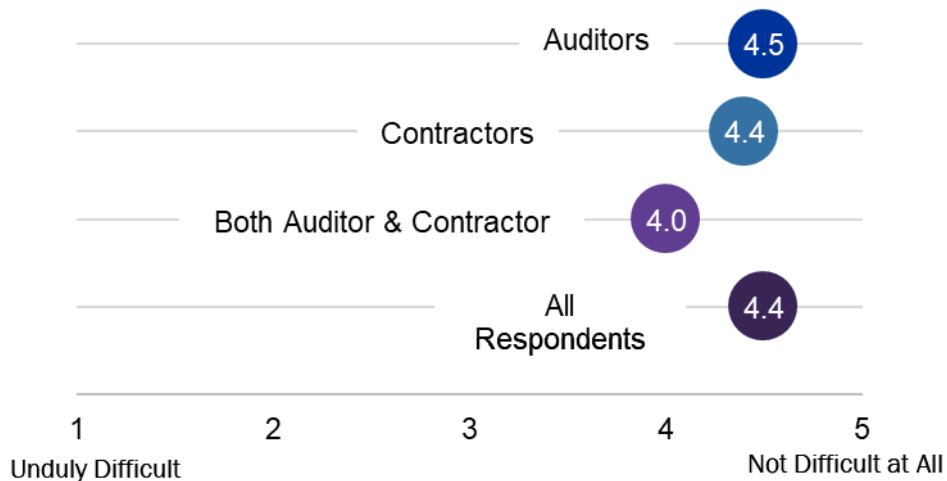 Auditors 4.5
Contractors 4.4
Both Auditor & Contractor 4.0
All
Respondents 4.4
1 2 3 4 5
Unduly Difficult Not Difficult at All